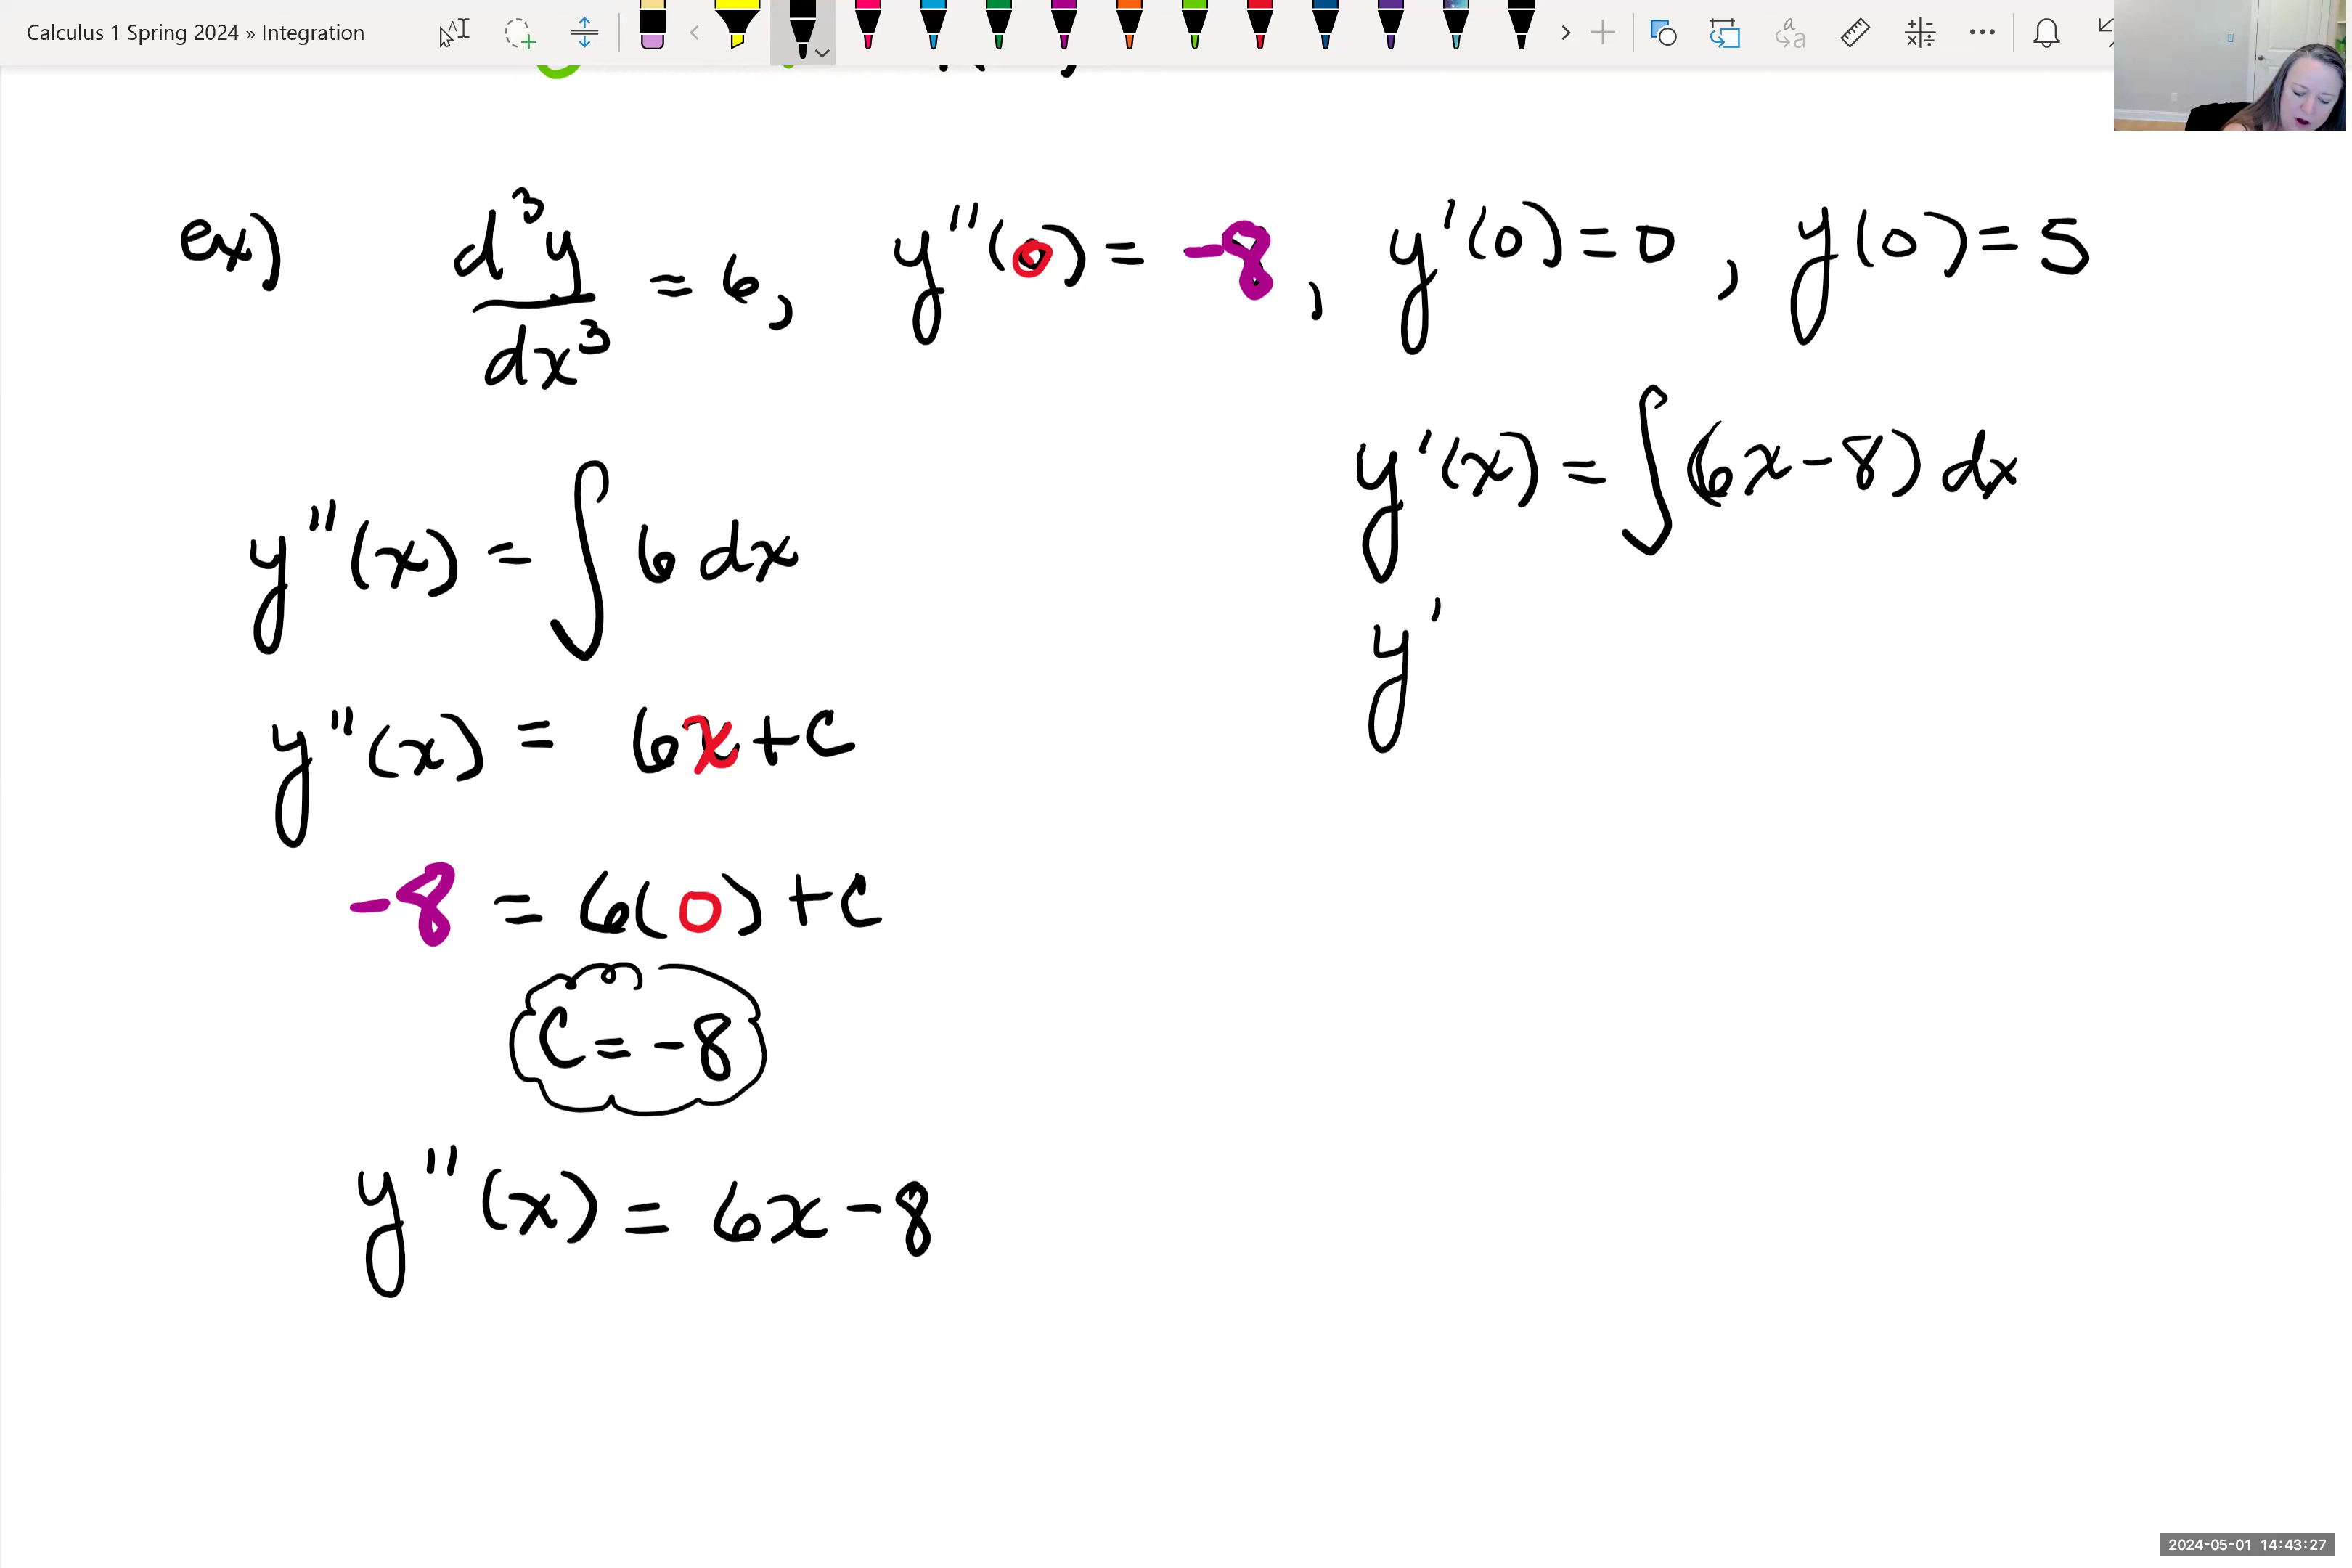 Calculus 1 Spring 2024 » Integration
ex) d³y/dx³ = 6, y''(0) = -8, y'(0) = 0, y(0) = 5
y''(x) = ∫ 6 dx
y''(x) = 6x + C
-8 = 6(0) + C
C = -8
y''(x) = 6x - 8
y'(x) = ∫(6x - 8) dx
y'
2024-05-01 14:43:27